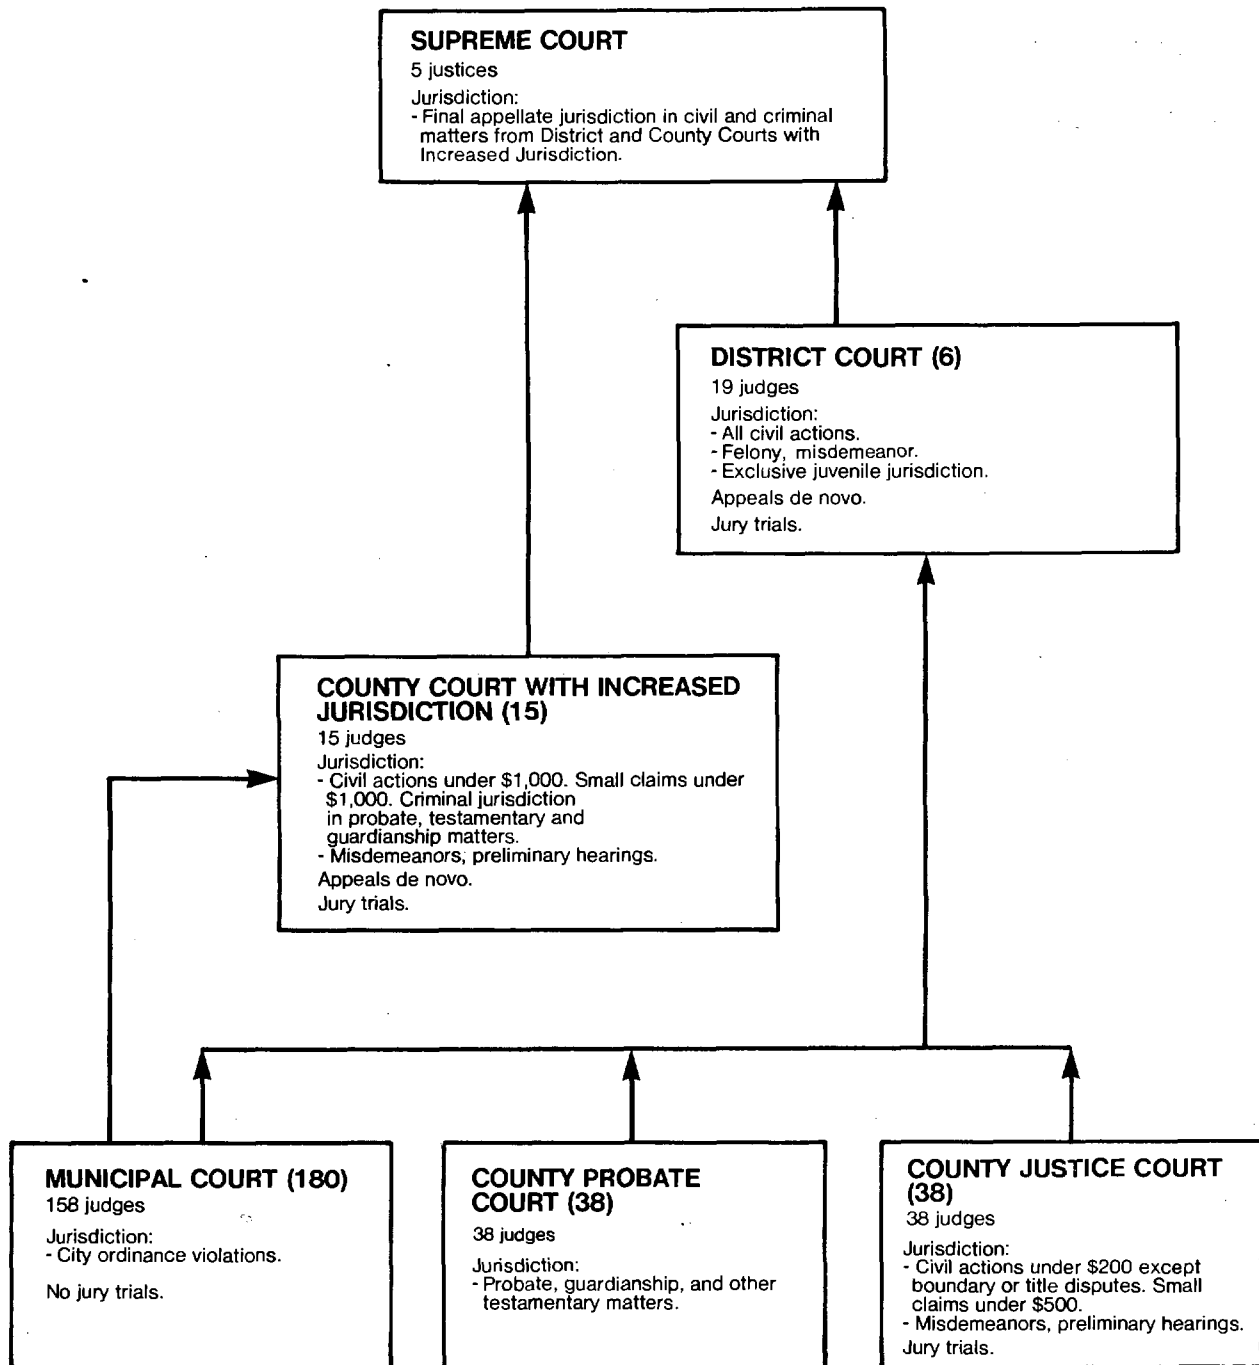 SUPREME COURT
5 justices
Jurisdiction:
- Final appellate jurisdiction in civil and criminal
matters from District and County Courts with
Increased Jurisdiction.
DISTRICT COURT (6)
19 judges
Jurisdiction:
- All civil actions.
- Felony, misdemeanor.
- Exclusive juvenile jurisdiction.
Appeals de novo.
Jury trials.
COUNTY COURT WITH INCREASED
JURISDICTION (15)
15 judges
Jurisdiction:
- Civil actions under $1,000. Small claims under
$1,000. Criminal jurisdiction
in probate, testamentary and
guardianship matters.
- Misdemeanors, preliminary hearings.
Appeals de novo.
Jury trials.
MUNICIPAL COURT (180)
158 judges
Jurisdiction:
- City ordinance violations.
No jury trials.
COUNTY PROBATE
COURT (38)
38 judges
Jurisdiction:
- Probate, guardianship, and other
testamentary matters.
COUNTY JUSTICE COURT
(38)
38 judges
Jurisdiction:
- Civil actions under $200 except
boundary or title disputes. Small
claims under $500.
- Misdemeanors, preliminary hearings.
Jury trials.